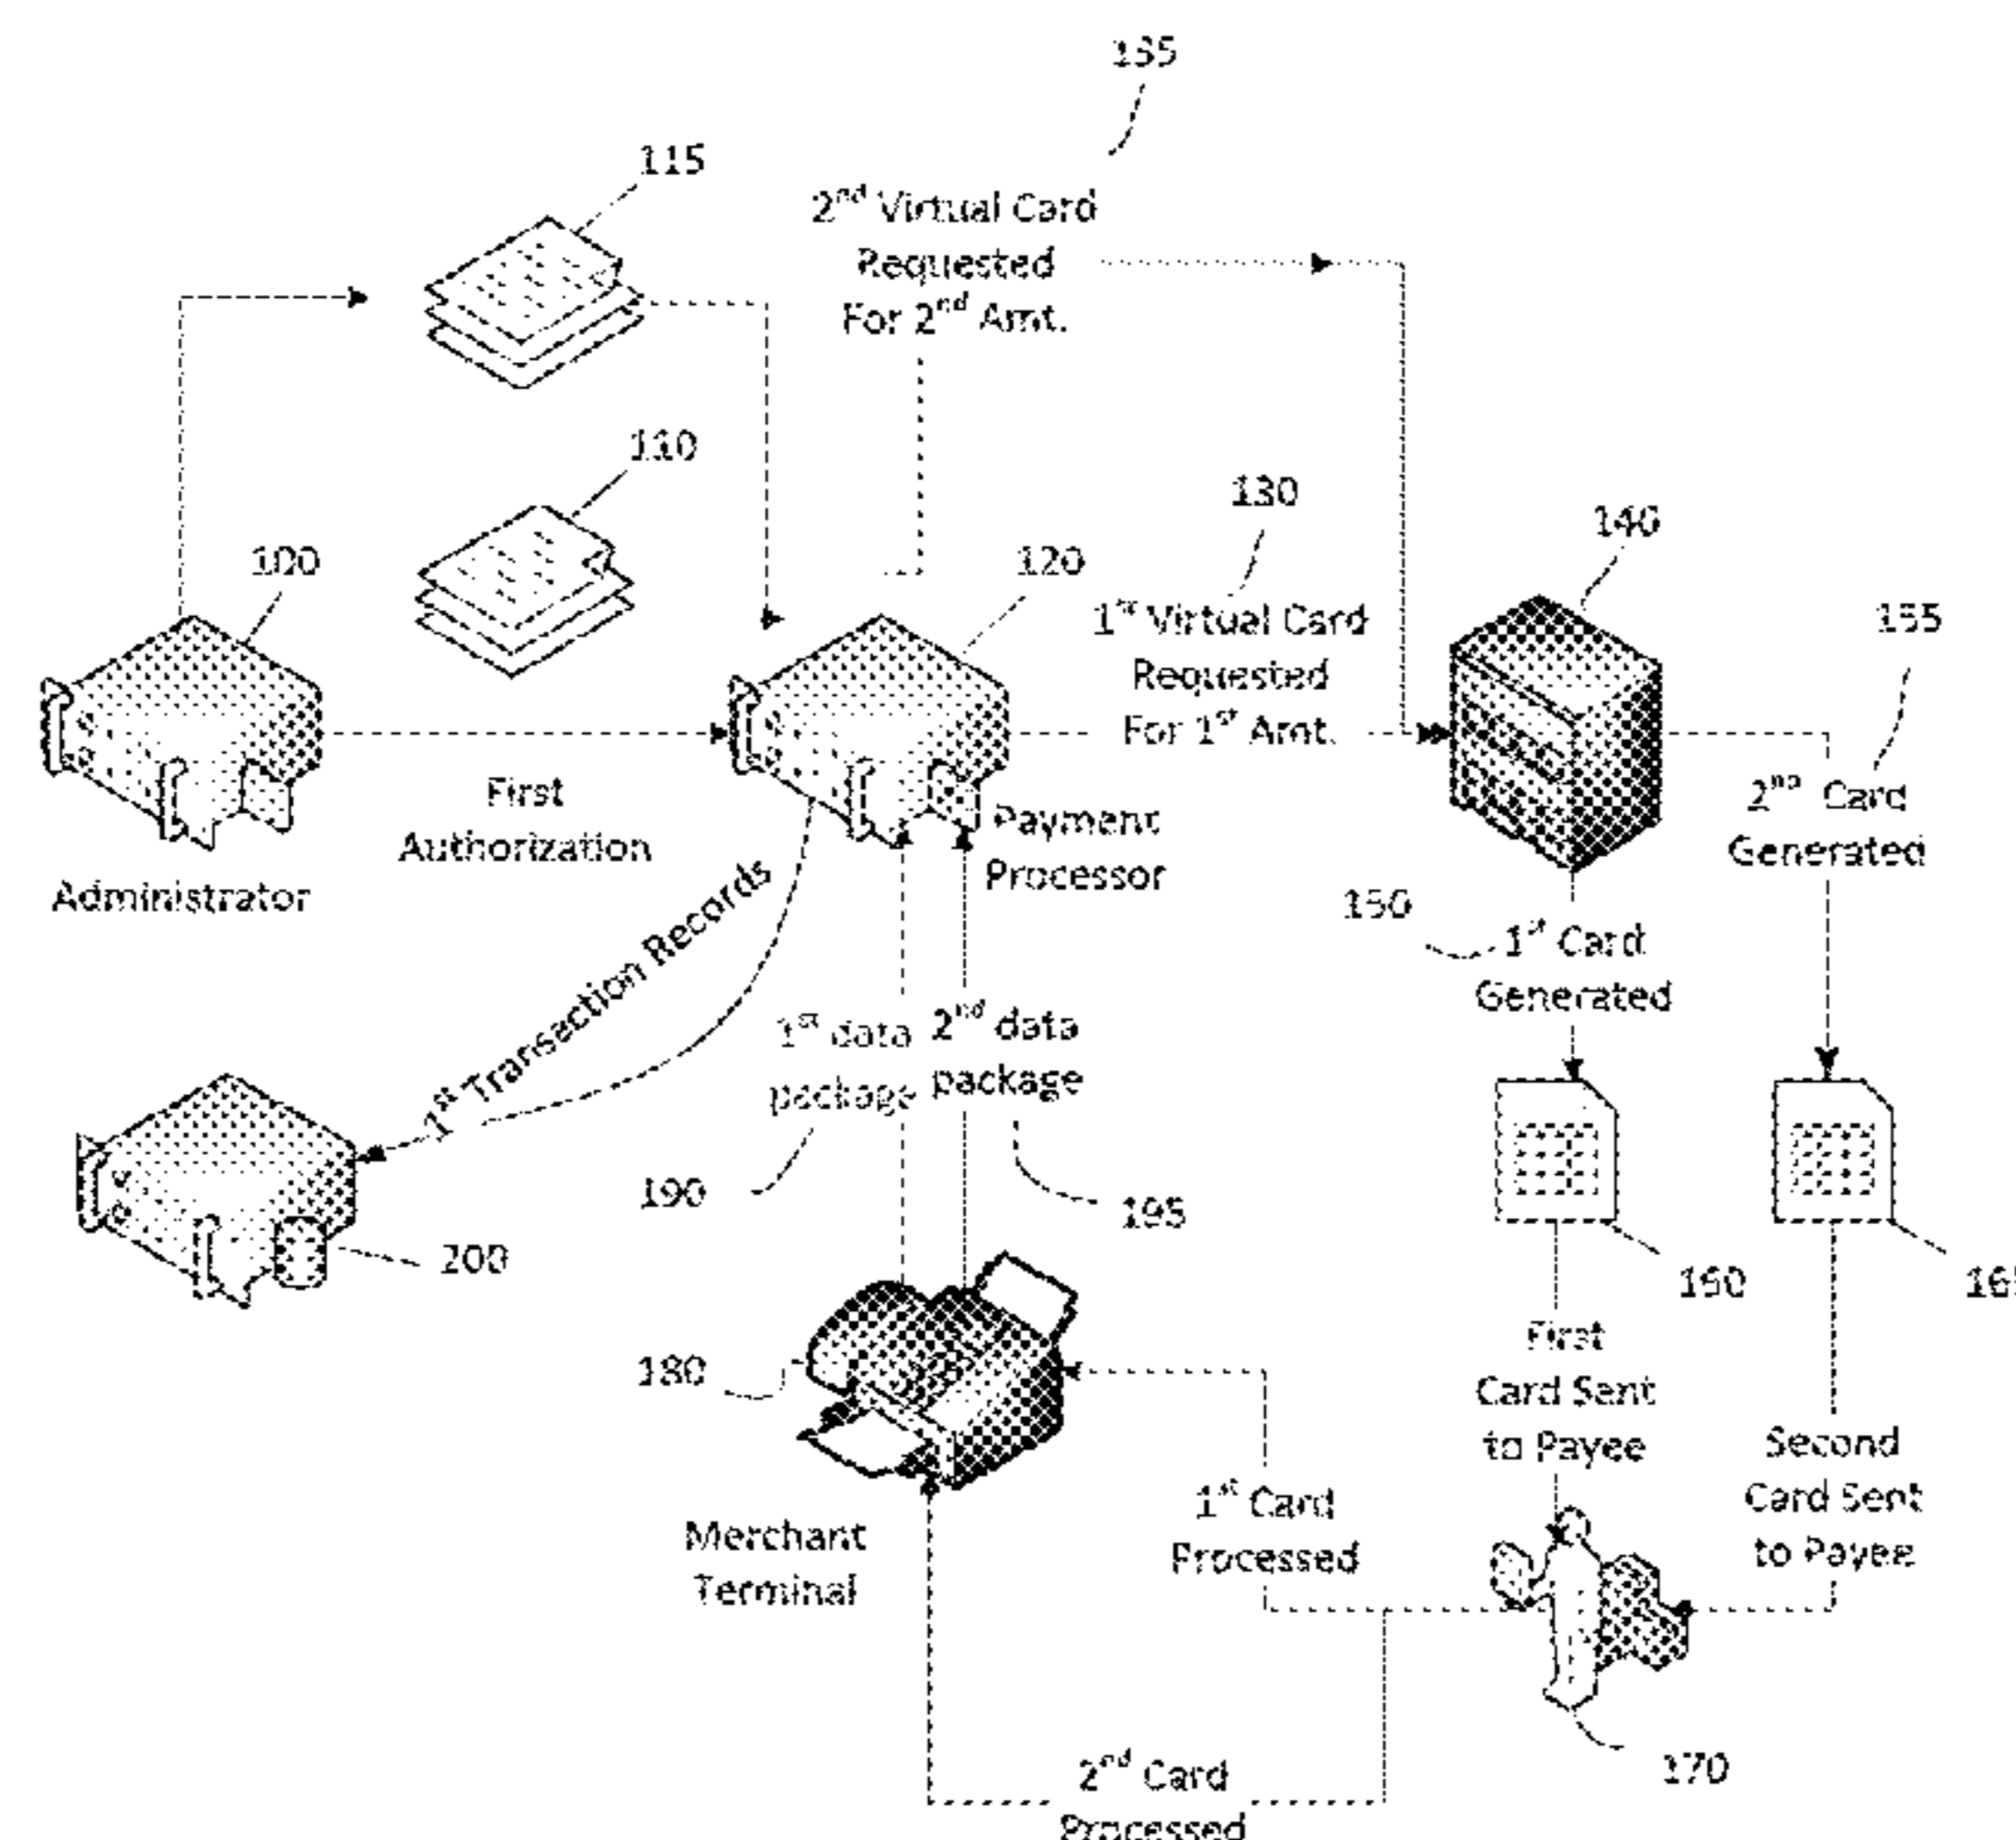 135
115
2nd Virtual Card
Requested
For 2nd Amt.
110
130
100
120
140
1st Virtual Card
Requested
For 1st Amt.
155
First
Authorization
Administrator
Payment
Processor
2nd Card
Generated
150
1st Card
Generated
1st Transaction Records
1st data
package
2nd data
package
190
195
200
160
First
Card Sent
to Payee
180
Second
Card Sent
to Payee
1st Card
Processed
Merchant
Terminal
170
2nd Card
Processed